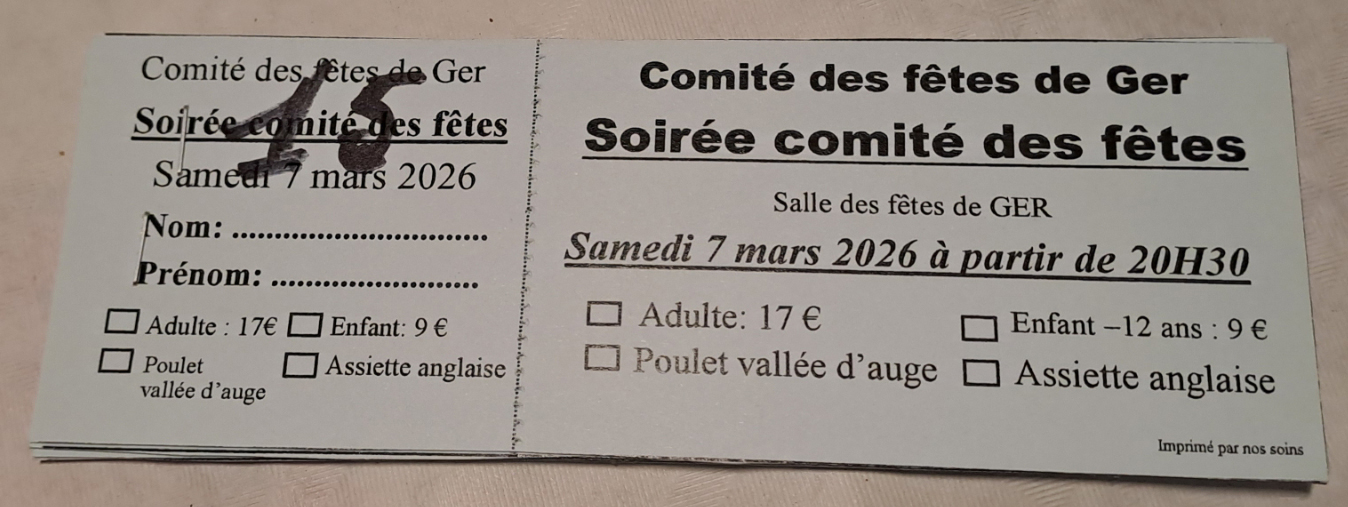 Comité des fêtes de Ger
15
Soirée comité des fêtes
Samedi 7 mars 2026
Nom: ..............................
Prénom: ........................
Adulte : 17€ Enfant: 9 €
Poulet vallée d'auge
Assiette anglaise
Comité des fêtes de Ger
Soirée comité des fêtes
Salle des fêtes de GER
Samedi 7 mars 2026 à partir de 20H30
Adulte: 17 € Enfant –12 ans : 9 €
Poulet vallée d'auge Assiette anglaise
Imprimé par nos soins